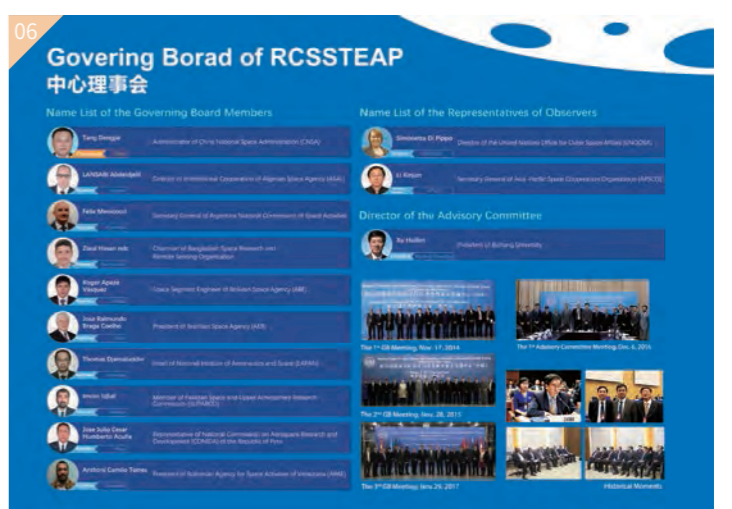 06
Govering Borad of RCSSTEAP
中心理事会
Name List of the Governing Board Members
Tang Dengjie
Administrator of China National Space Administration (CNSA)
LANSARI Abdenbaki
Director of International Cooperation of Algerian Space Agency (ASAL)
Felix Menicocci
Secretary General of Argentina National Commission of Space Activities
Ziaul Hasan ndc
Chairman of Bangladesh Space Research and
Remote Sensing Organisation
Roger Apaza
Vásquez
Space Segment Engineer of Bolivian Space Agency (ABE)
Jose Raimundo
Braga Coelho
President of Brazilian Space Agency (AEB)
Thomas Djamaluddin
Head of National Institute of Aeronautics and Space (LAPAN)
Imran Iqbal
Member of Pakistan Space and Upper Atmosphere Research
Commission (SUPARCO)
Jose Julio Cesar
Humberto Acuña
Representative of National Commission on Aerospace Research and
Development (CONIDA) of the Republic of Peru
Camilo Torres
President of Bolivarian Agency for Space Activities of Venezuela (ABAE)
Name List of the Representatives of Observers
Simonetta Di Pippo
Director of the United Nations Office for Outer Space Affairs (UNOOSA)
Li Xinjun
Secretary General of Asia-Pacific Space Cooperation Organization (APSCO)
Director of the Advisory Committee
Xu Huibin
President of Beihang University
The 1st GB Meeting, Nov. 17, 2014
The 1st Advisory Committee Meeting, Dec. 6, 2016
The 2nd GB Meeting, Nov. 28, 2015
The 3rd GB Meeting, 2017
Historical Moments